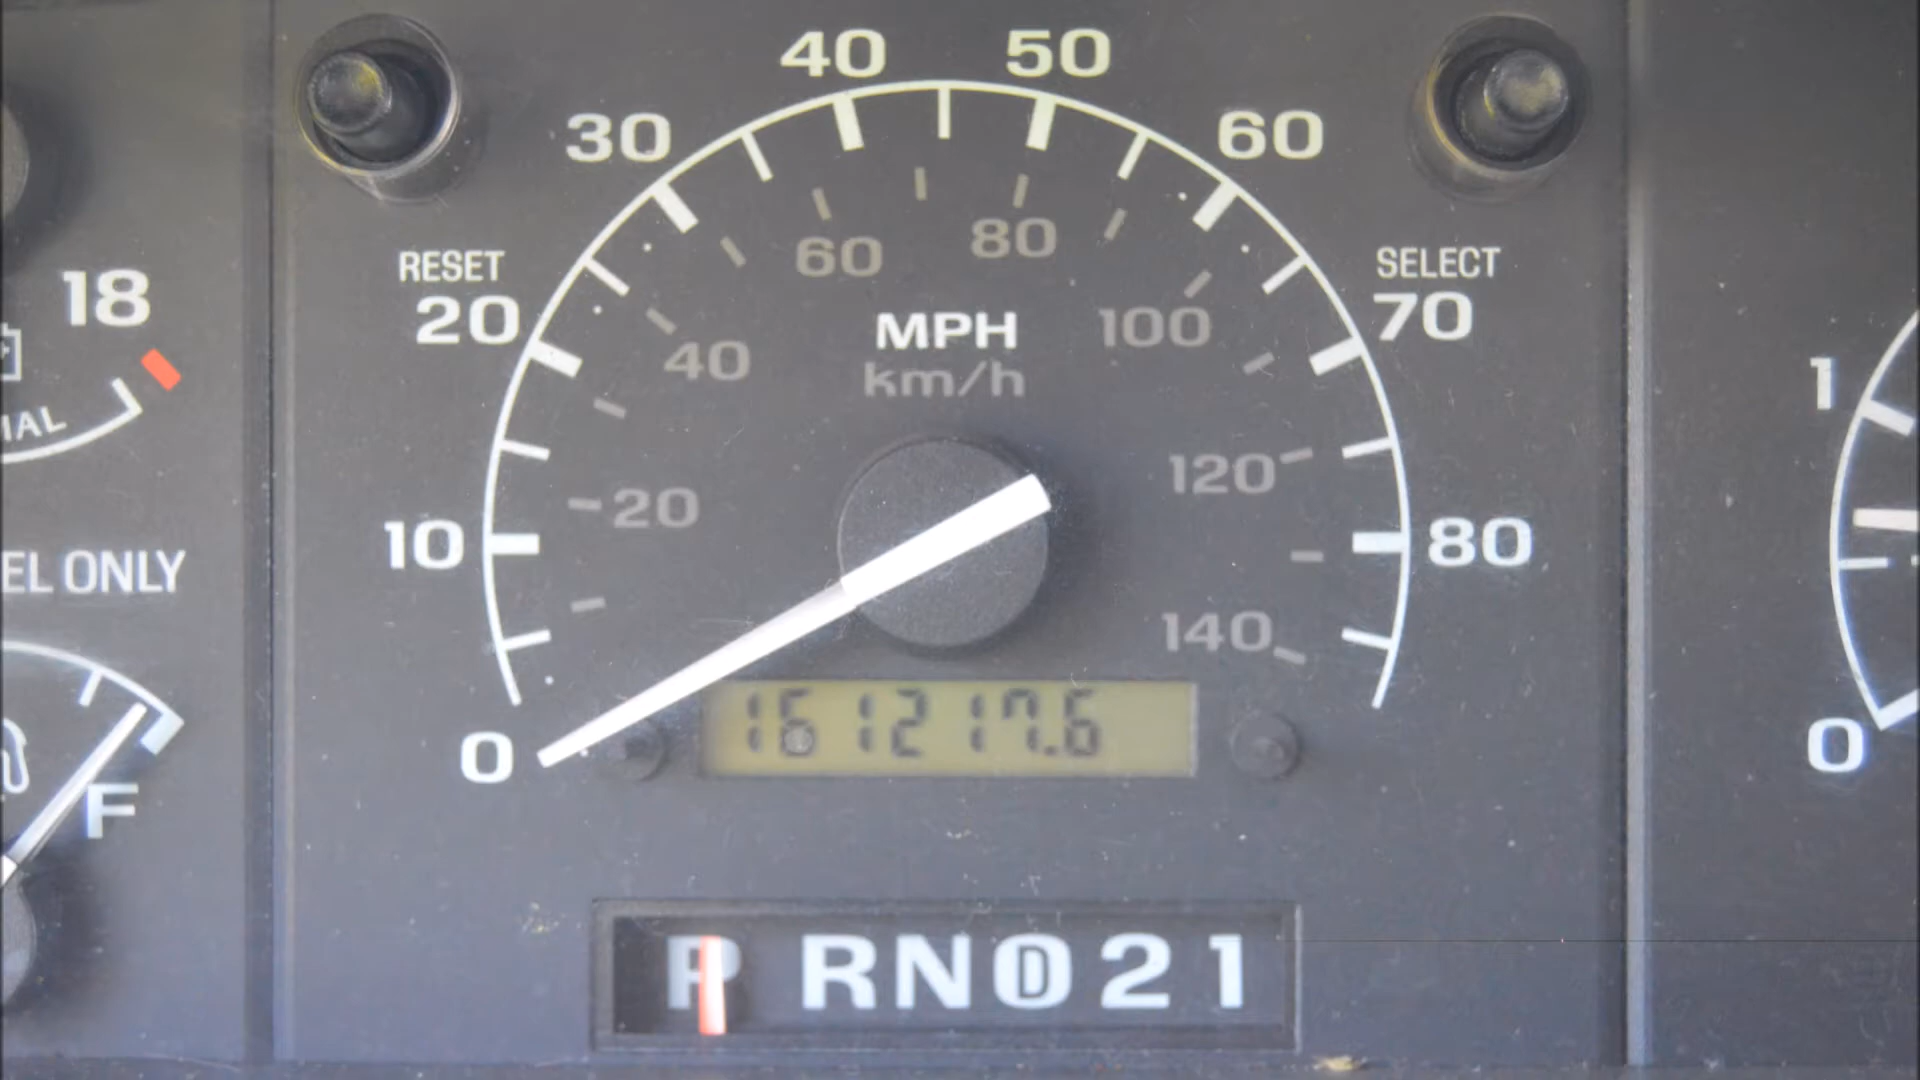 40 50
30 60
RESET SELECT
18 20 70
60 80
40 100
MPH
km/h
1
IAL
120
10 20 80
EL ONLY
140
161217.6
0 0
F
P R N D 2 1